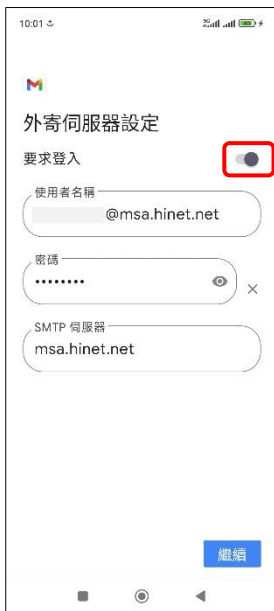 10:01
外寄伺服器設定
要求登入
使用者名稱
@msa.hinet.net
密碼
••••••••
SMTP 伺服器
msa.hinet.net
繼續